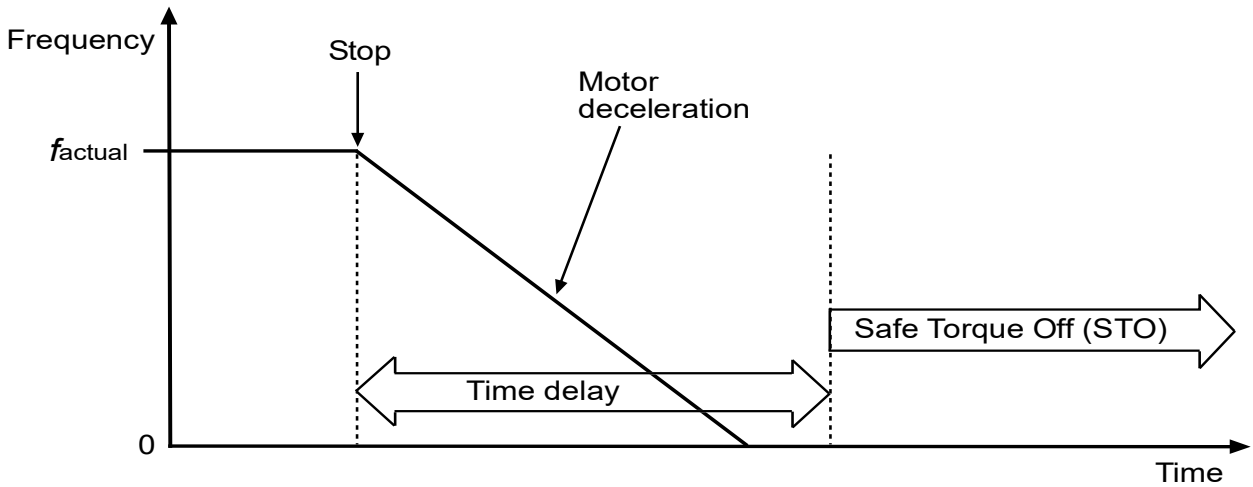 Frequency
Stop
Motor
deceleration
factual
Safe Torque Off (STO)
Time delay
0
Time